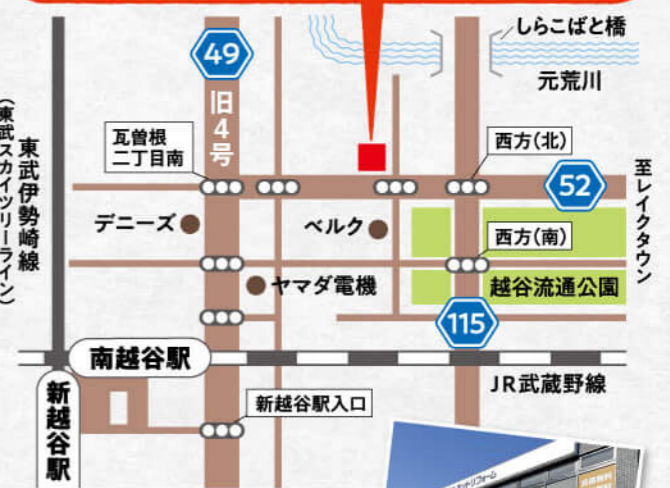 しらこばと橋
元荒川
49
旧4号
瓦曽根
二丁目南
西方(北)
52
至レイクタウン
東武伊勢崎線
(東武スカイツリーライン)
デニーズ
ベルク
西方(南)
ヤマダ電機
越谷流通公園
115
南越谷駅
JR武蔵野線
新越谷駅
新越谷駅入口